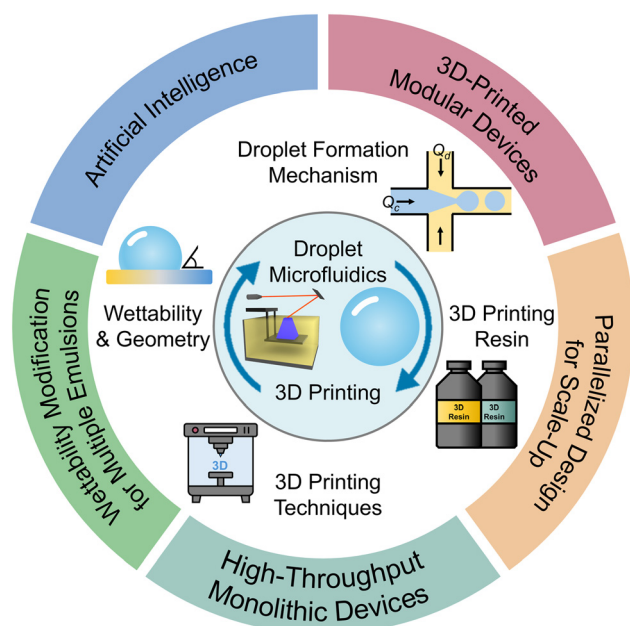 Artificial Intelligence
3D-Printed
Modular Devices
Droplet Formation
Mechanism
Q_d
Q_c
Droplet
Microfluidics
Wettability
& Geometry
3D Printing
Resin
3D Printing
3D
Resin
3D
Resin
3D
3D Printing
Techniques
Wettability Modification
for Multiple Emulsions
Parallelized Design
for Scale-Up
High-Throughput
Monolithic Devices